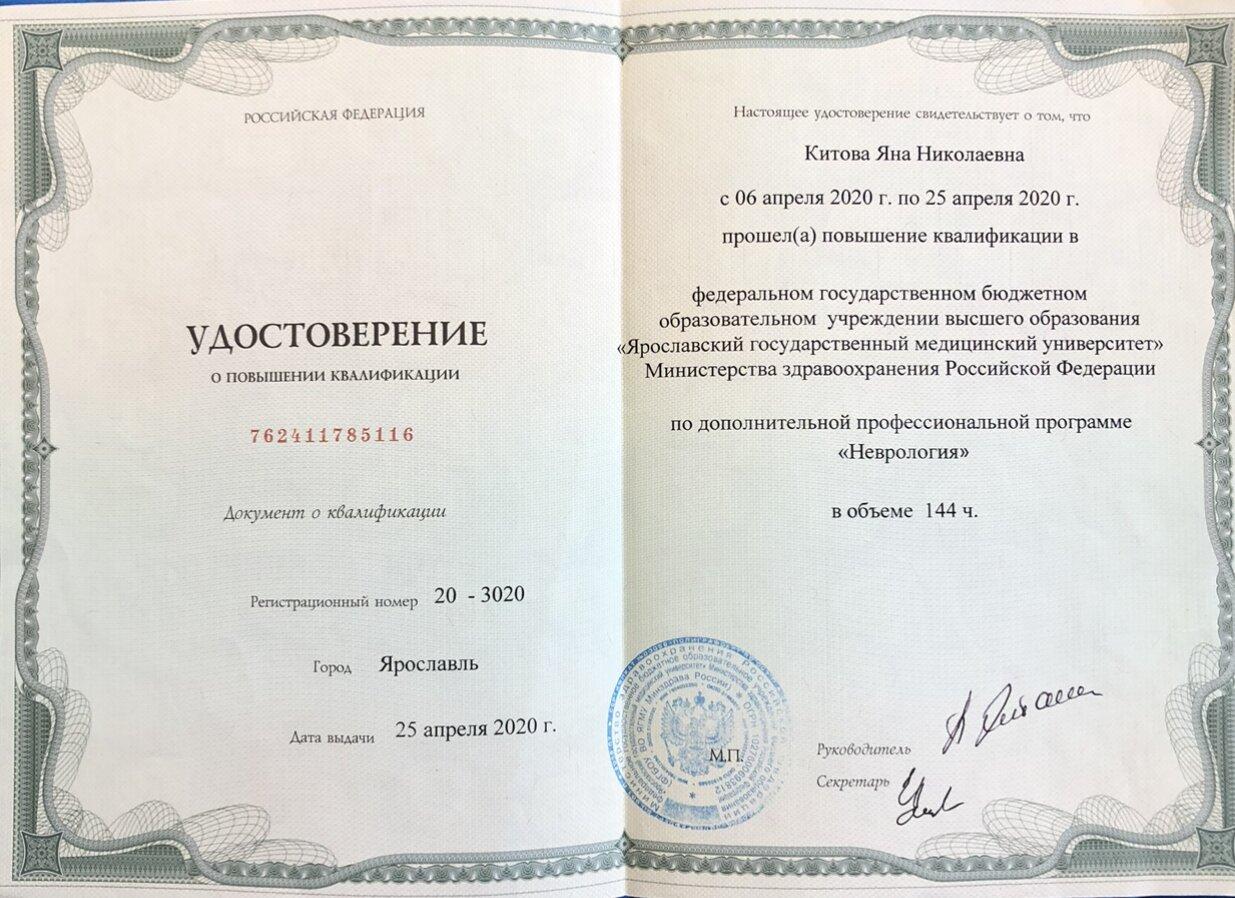 РОССИЙСКАЯ ФЕДЕРАЦИЯ
УДОСТОВЕРЕНИЕ
О ПОВЫШЕНИИ КВАЛИФИКАЦИИ
762411785116
Документ о квалификации
Регистрационный номер 20 - 3020
Город Ярославль
Дата выдачи 25 апреля 2020 г.
Настоящее удостоверение свидетельствует о том, что
Китова Яна Николаевна
с 06 апреля 2020 г. по 25 апреля 2020 г.
прошел(а) повышение квалификации в
федеральном государственном бюджетном
образовательном учреждении высшего образования
«Ярославский государственный медицинский университет»
Министерства здравоохранения Российской Федерации
по дополнительной профессиональной программе
«Неврология»
в объеме 144 ч.
М.П.
Руководитель
Секретарь